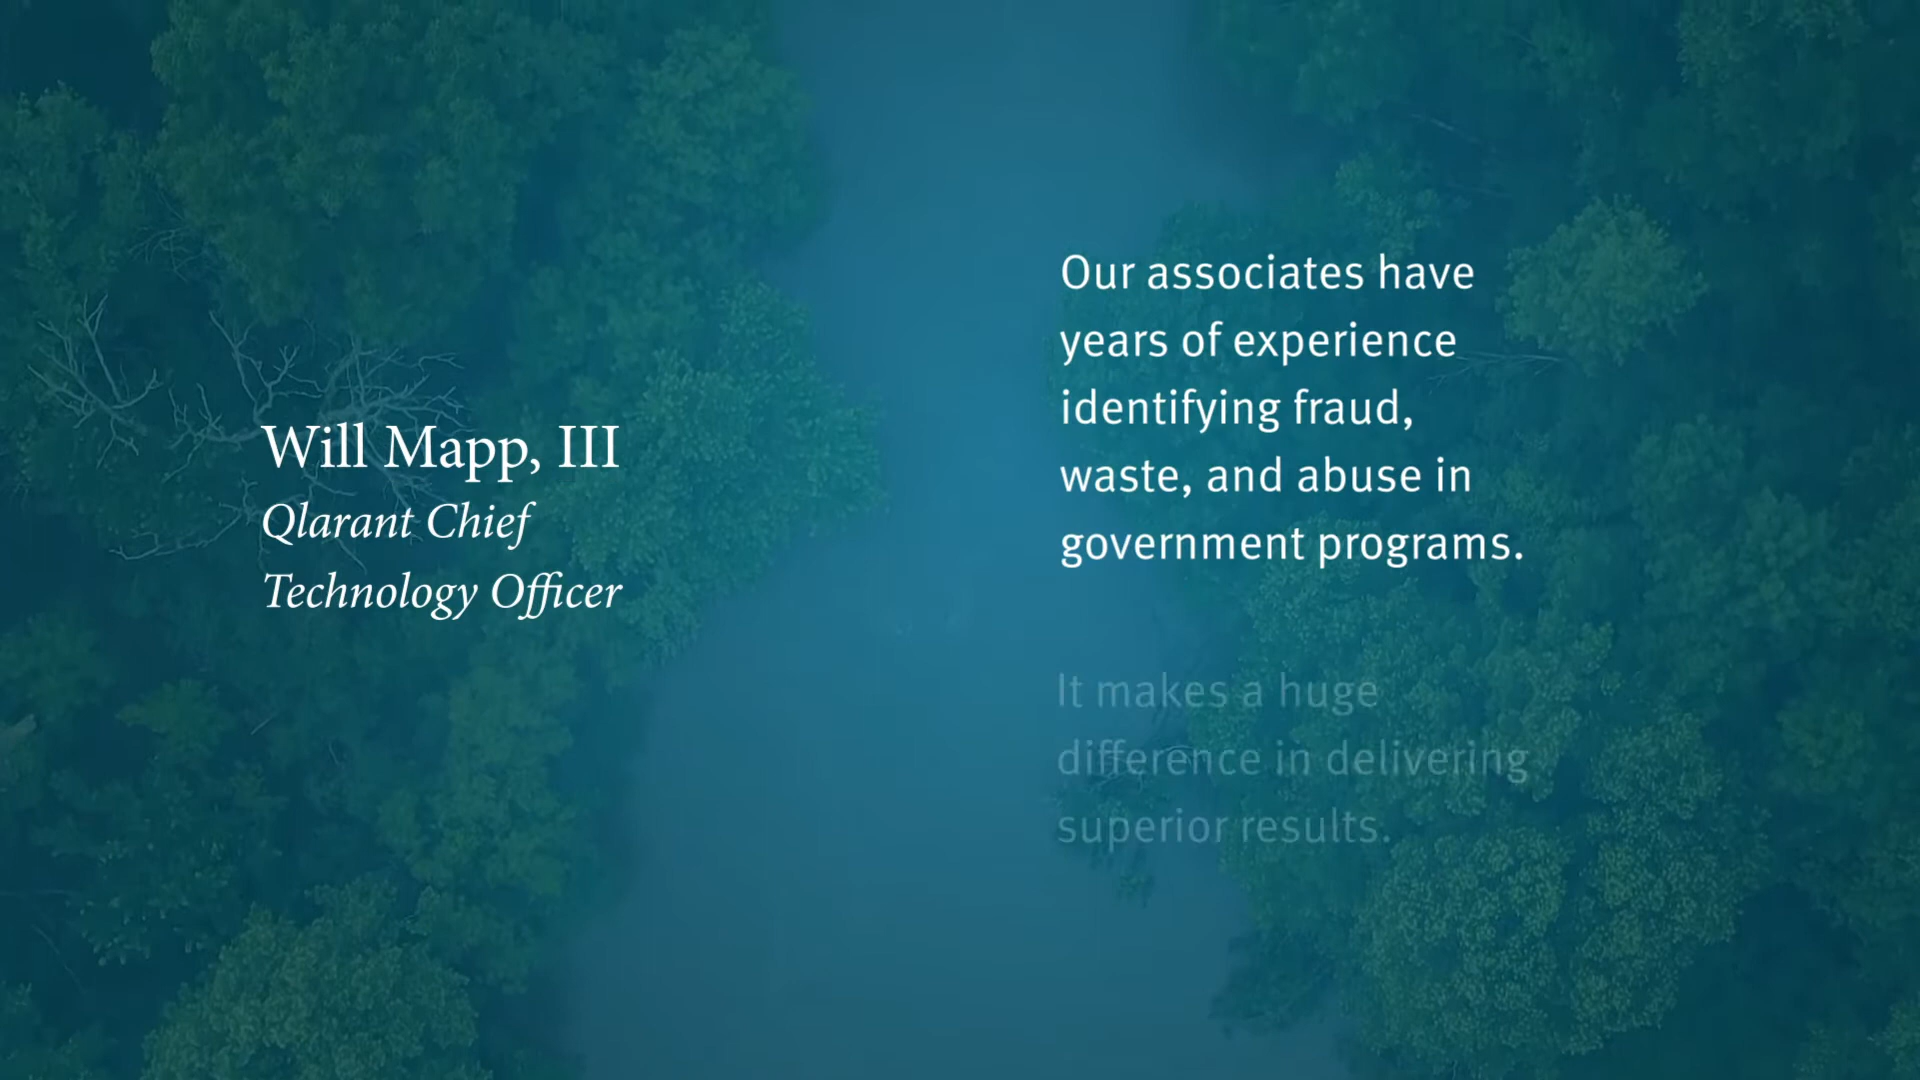 Will Mapp, III
Qlarant Chief
Technology Officer
Our associates have
years of experience
identifying fraud,
waste, and abuse in
government programs.
It makes a huge
difference in delivering
superior results.